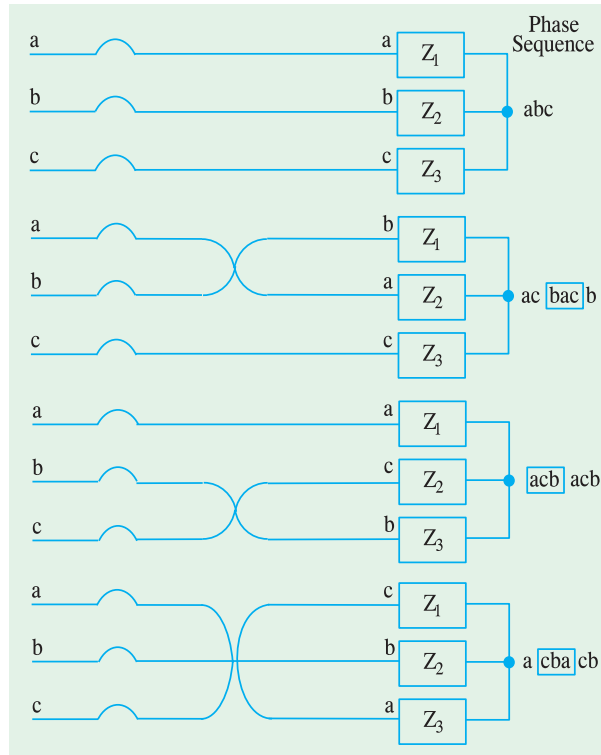 Phase
Sequence
a a Z1
b b Z2 abc
c c Z3
a b Z1
b a Z2 ac bac b
c c Z3
a a Z1
b c Z2 acb acb
c b Z3
a c Z1
b b Z2 a cba cb
c a Z3